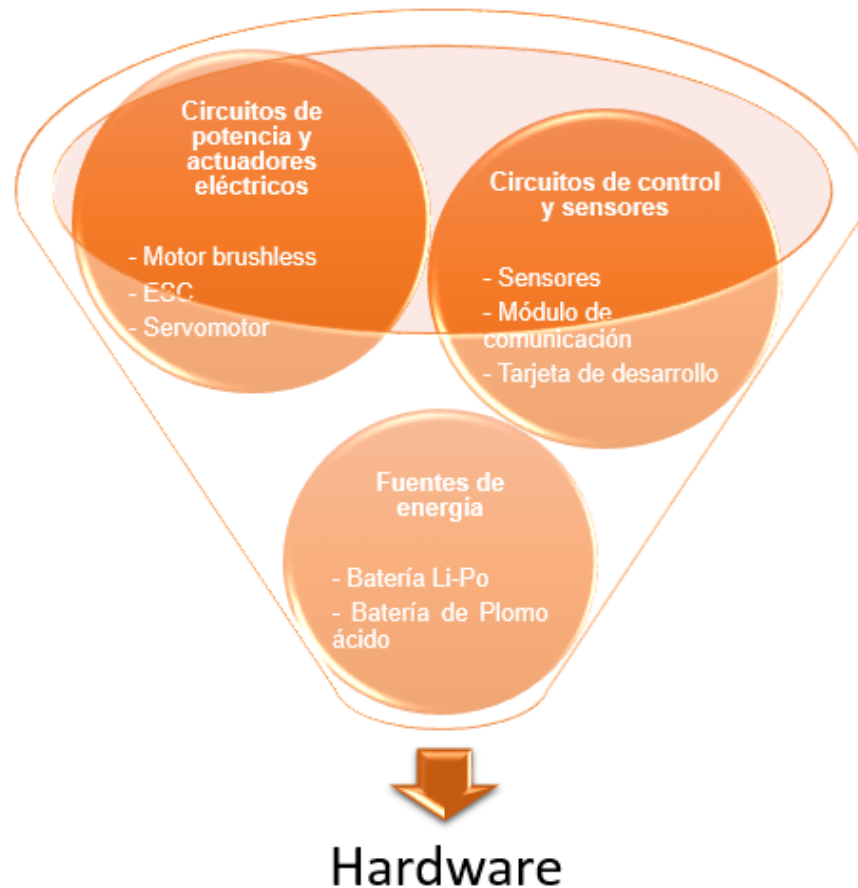 Circuitos de
potencia y
actuadores
eléctricos
- Motor brushless
- ESC
- Servomotor
Circuitos de control
y sensores
- Sensores
- Módulo de
comunicación
- Tarjeta de desarrollo
Fuentes de
energía
- Batería Li-Po
- Batería de Plomo
ácido
Hardware